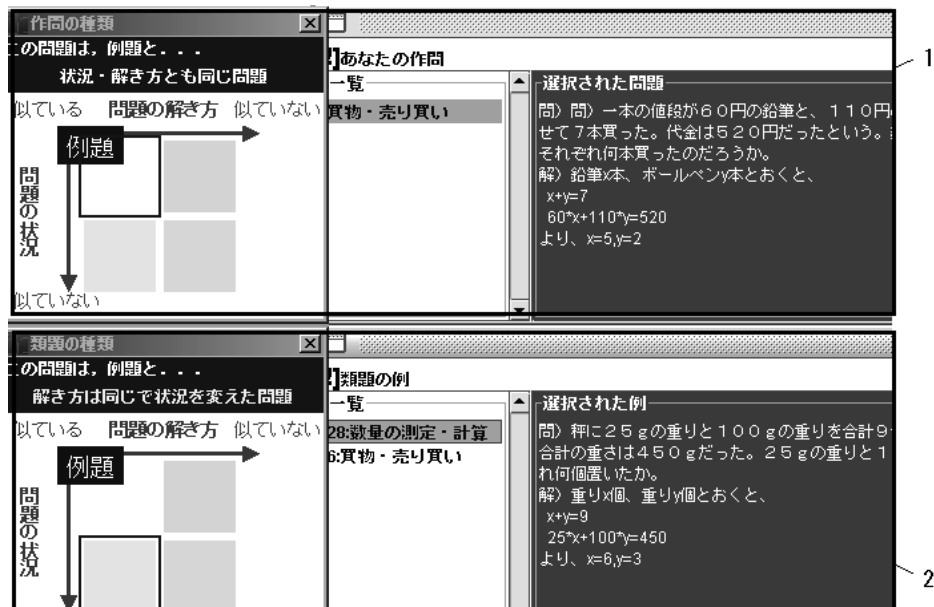 作問の種類
この問題は，例題と．．．
状況・解き方とも同じ問題
似ている 問題の解き方 似ていない
例題
問題の状況
似ていない
あなたの作問
一覧
買物・売り買い
選択された問題
問）問）一本の値段が６０円の鉛筆と、１１０円
せて７本買った。代金は５２０円だったという。
それぞれ何本買ったのだろうか。
解）鉛筆x本、ボールペンy本とおくと、
x+y=7
60*x+110*y=520
より、x=5,y=2
1
類題の種類
この問題は，例題と．．．
解き方は同じで状況を変えた問題
似ている 問題の解き方 似ていない
例題
問題の状況
類題の例
一覧
28:数量の測定・計算
6:買物・売り買い
選択された例
問）秤に２５ｇの重りと１００ｇの重りを合計９
合計の重さは４５０ｇだった。２５ｇの重りと１
れ何個置いたか。
解）重りx個、重りy個とおくと、
x+y=9
25*x+100*y=450
より、x=6,y=3
2